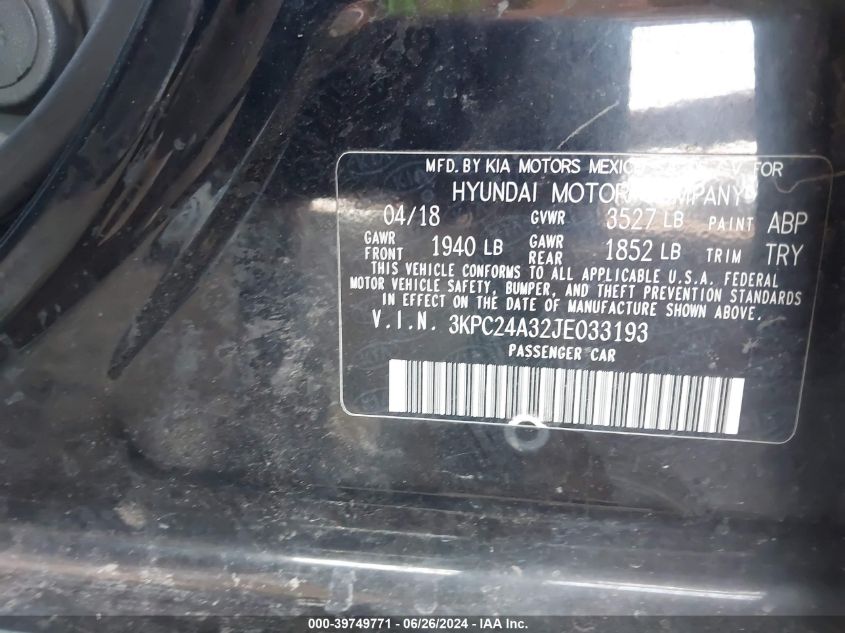 MFD. BY KIA MOTORS MEXICO S.A. DE C.V. FOR
HYUNDAI MOTOR COMPANY
04/18 GVWR 3527 LB PAINT ABP
GAWR FRONT 1940 LB GAWR REAR 1852 LB TRIM TRY
THIS VEHICLE CONFORMS TO ALL APPLICABLE U.S.A. FEDERAL
MOTOR VEHICLE SAFETY, BUMPER, AND THEFT PREVENTION STANDARDS
IN EFFECT ON THE DATE OF MANUFACTURE SHOWN ABOVE.
V.I.N. 3KPC24A32JE033193
PASSENGER CAR
000-39749771 - 06/26/2024 - IAA Inc.